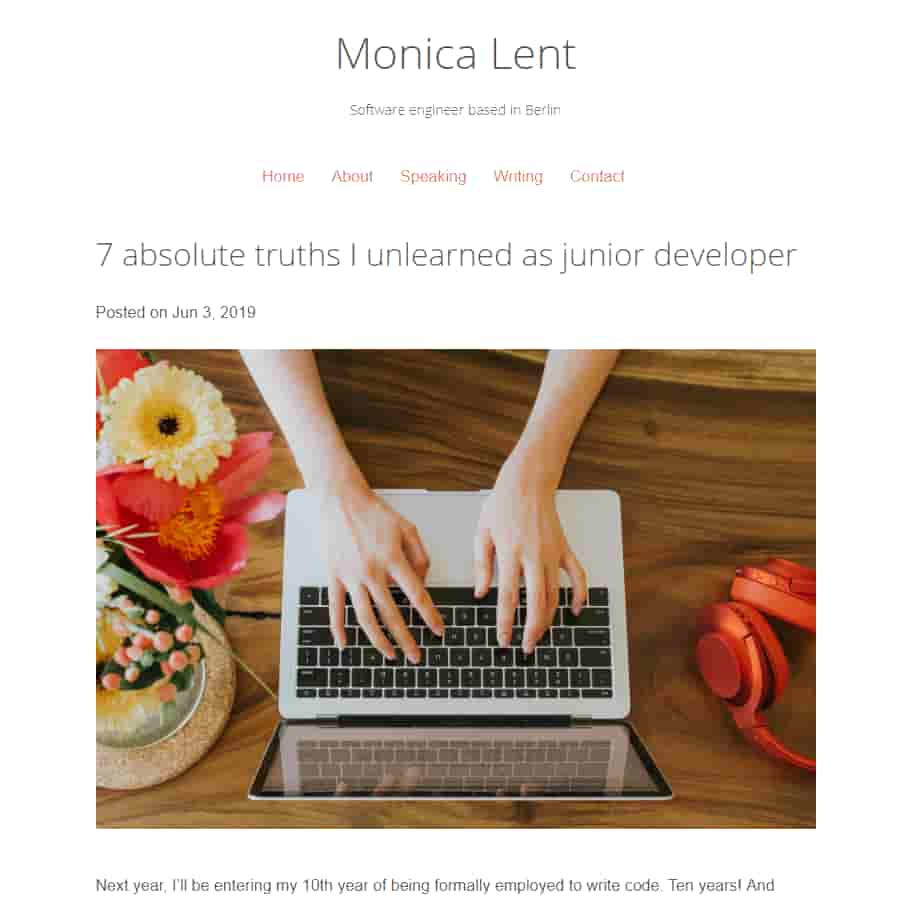 Monica Lent
Software engineer based in Berlin
Home About Speaking Writing Contact
7 absolute truths I unlearned as junior developer
Posted on Jun 3, 2019
Next year, I'll be entering my 10th year of being formally employed to write code. Ten years! And